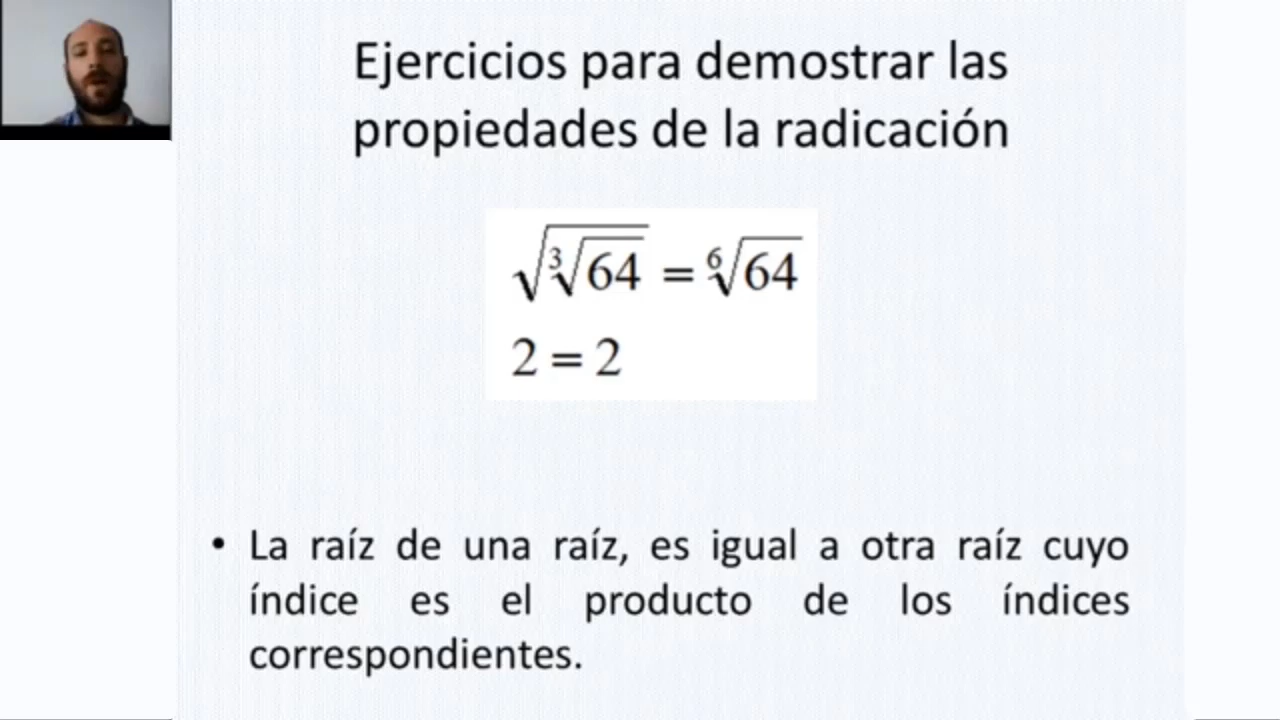 Ejercicios para demostrar las
propiedades de la radicación
√∛64 = ⁶√64
2 = 2
• La raíz de una raíz, es igual a otra raíz cuyo
índice es el producto de los índices
correspondientes.